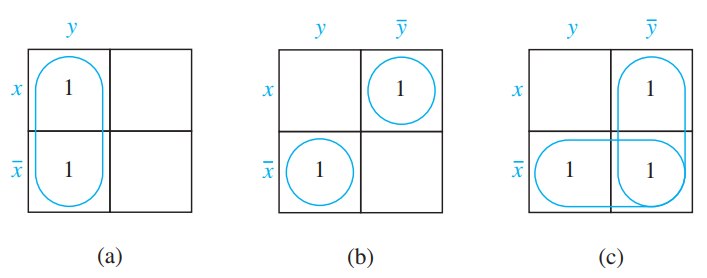 y y ȳ y ȳ
x 1 x 1 x 1
x̄ 1 x̄ 1 x̄ 1 1
(a) (b) (c)